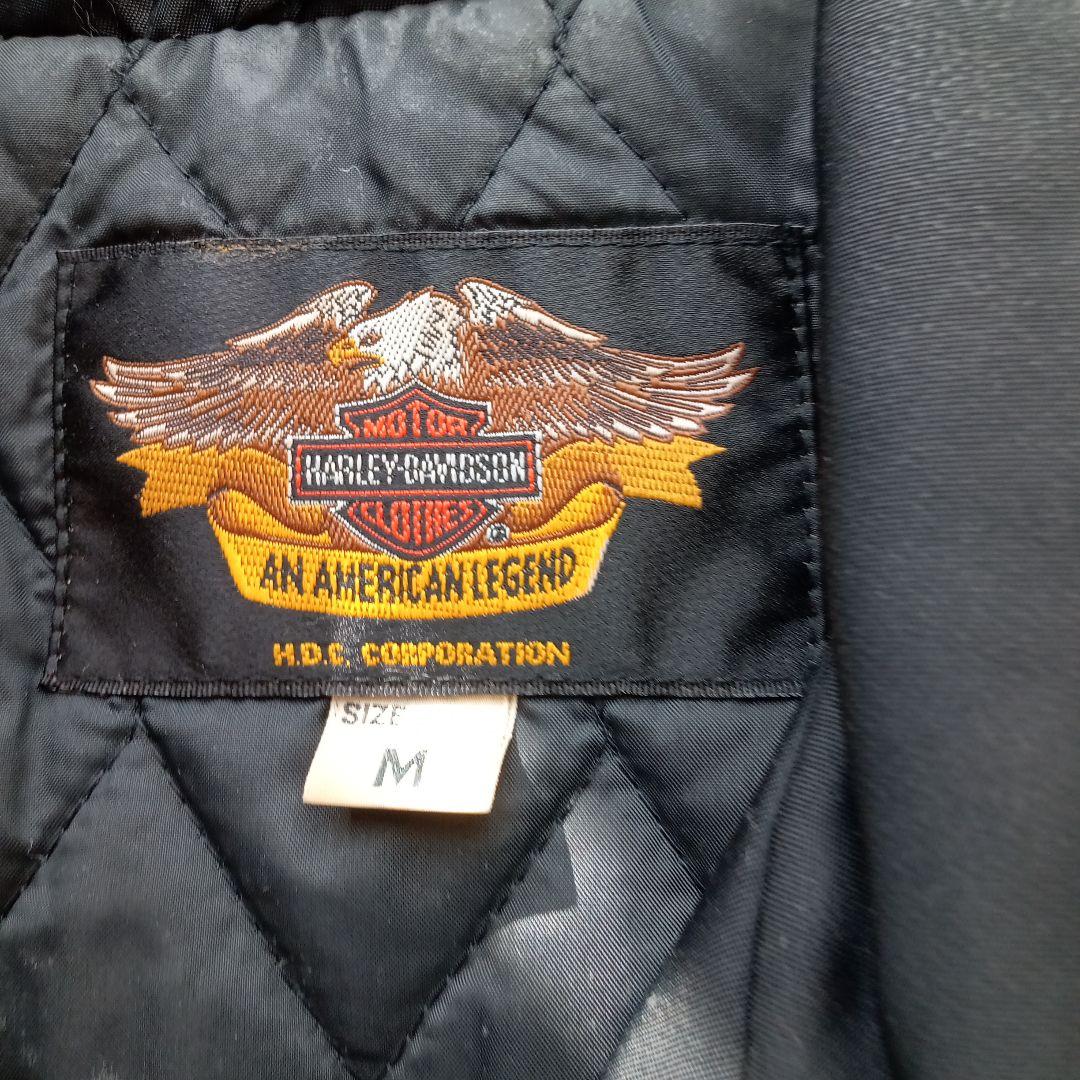 MOTOR
HARLEY-DAVIDSON
CLOTHES
®
AN AMERICAN LEGEND
H.D.C. CORPORATION
SIZE
M